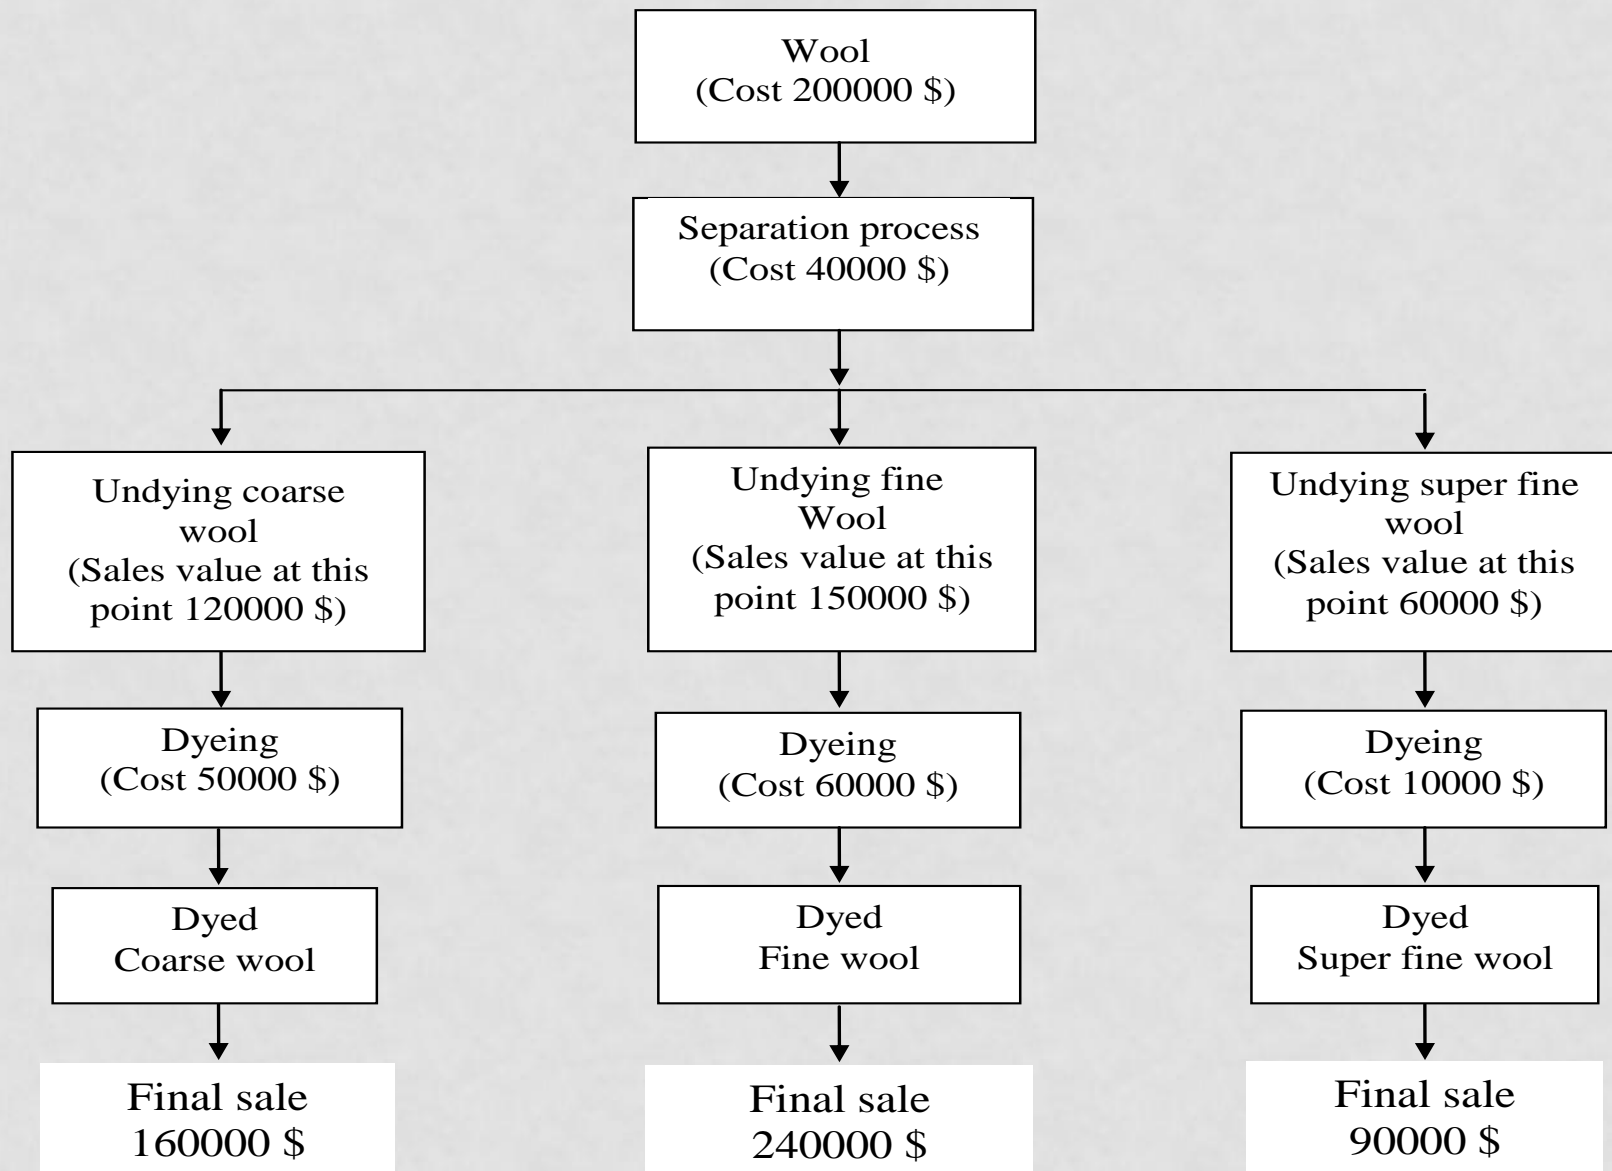 Wool
(Cost 200000 $)
Separation process
(Cost 40000 $)
Undying coarse
wool
(Sales value at this
point 120000 $)
Undying fine
Wool
(Sales value at this
point 150000 $)
Undying super fine
wool
(Sales value at this
point 60000 $)
Dyeing
(Cost 50000 $)
Dyeing
(Cost 60000 $)
Dyeing
(Cost 10000 $)
Dyed
Coarse wool
Dyed
Fine wool
Dyed
Super fine wool
Final sale
160000 $
Final sale
240000 $
Final sale
90000 $